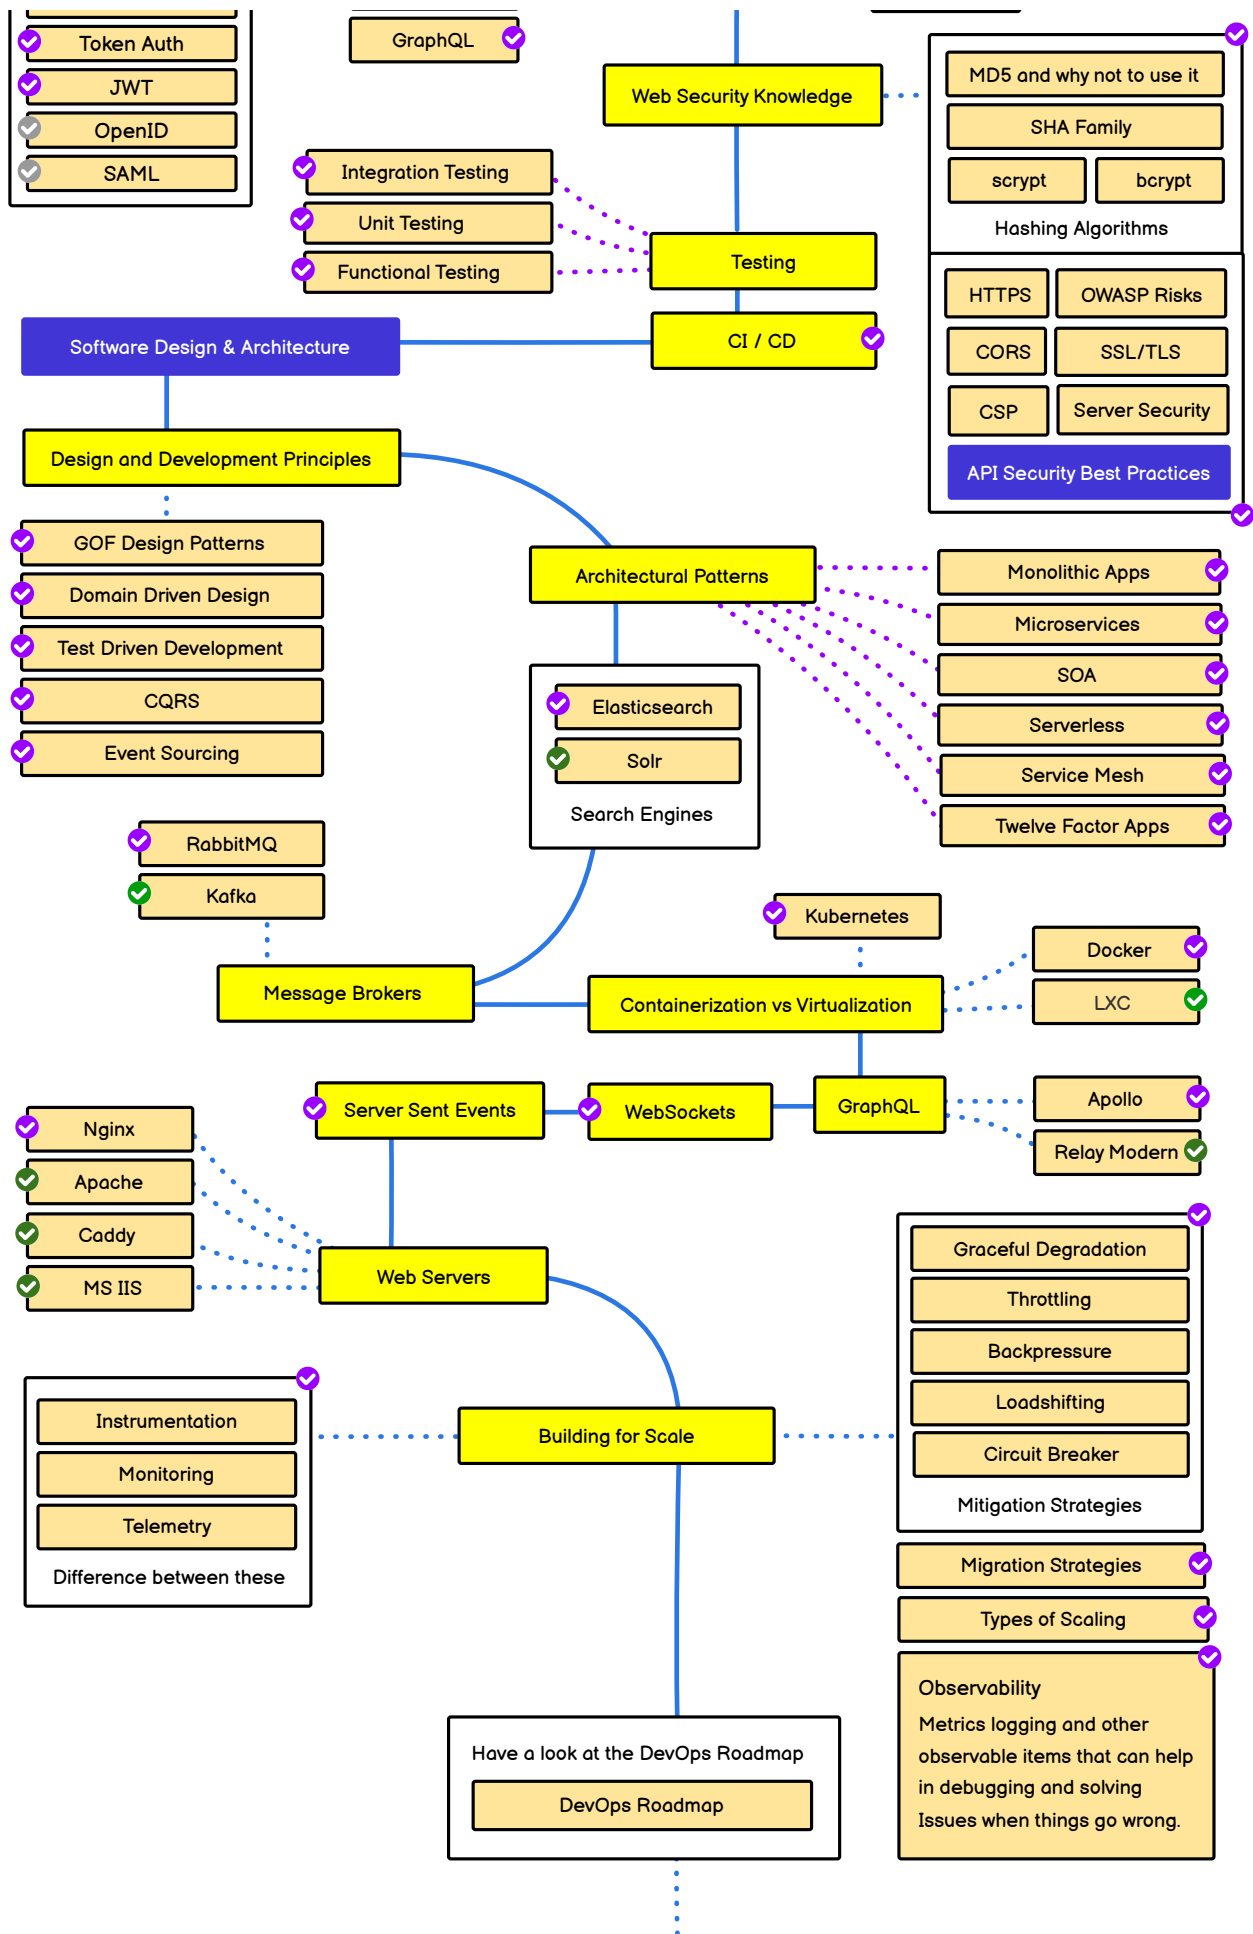 Token Auth
JWT
OpenID
SAML
GraphQL
Web Security Knowledge
MD5 and why not to use it
SHA Family
scrypt
bcrypt
Hashing Algorithms
Integration Testing
Unit Testing
Functional Testing
Testing
HTTPS
OWASP Risks
CORS
SSL/TLS
CSP
Server Security
API Security Best Practices
Software Design & Architecture
CI / CD
Design and Development Principles
GOF Design Patterns
Domain Driven Design
Test Driven Development
CQRS
Event Sourcing
Architectural Patterns
Monolithic Apps
Microservices
SOA
Serverless
Service Mesh
Twelve Factor Apps
Elasticsearch
Solr
Search Engines
RabbitMQ
Kafka
Message Brokers
Kubernetes
Containerization vs Virtualization
Docker
LXC
Server Sent Events
WebSockets
GraphQL
Apollo
Relay Modern
Nginx
Apache
Caddy
MS IIS
Web Servers
Graceful Degradation
Throttling
Backpressure
Loadshifting
Circuit Breaker
Mitigation Strategies
Instrumentation
Monitoring
Telemetry
Difference between these
Building for Scale
Migration Strategies
Types of Scaling
Observability
Metrics logging and other
observable items that can help
in debugging and solving
Issues when things go wrong.
Have a look at the DevOps Roadmap
DevOps Roadmap